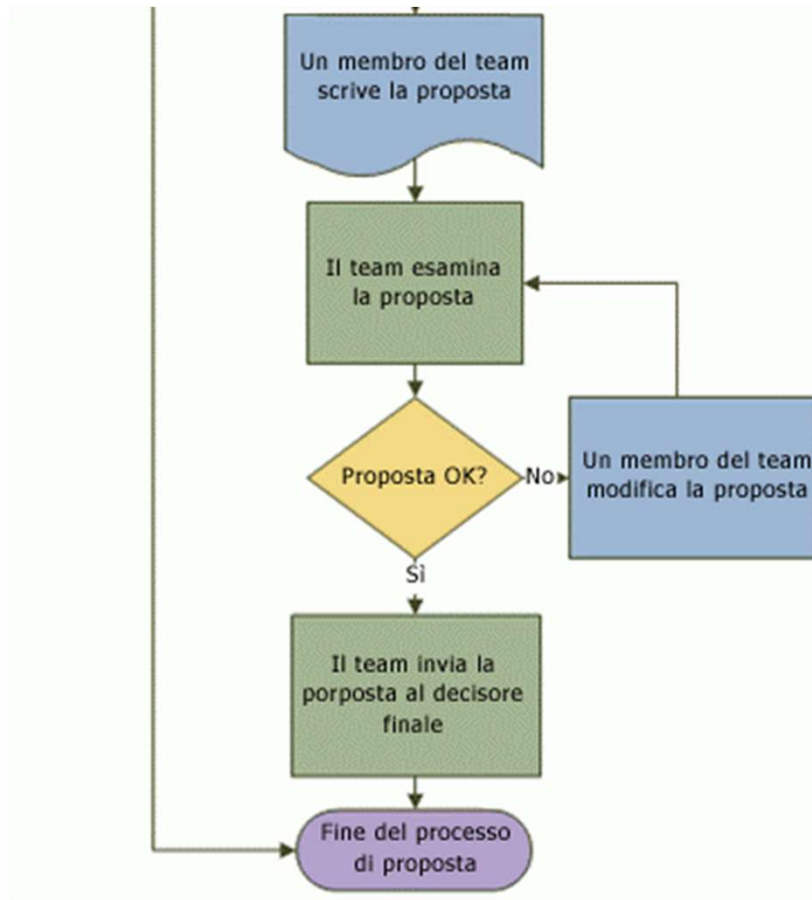 Un membro del team
scrive la proposta
Il team esamina
la proposta
Proposta OK?
No
Un membro del team
modifica la proposta
Sì
Il team invia la
porposta al decisore
finale
Fine del processo
di proposta